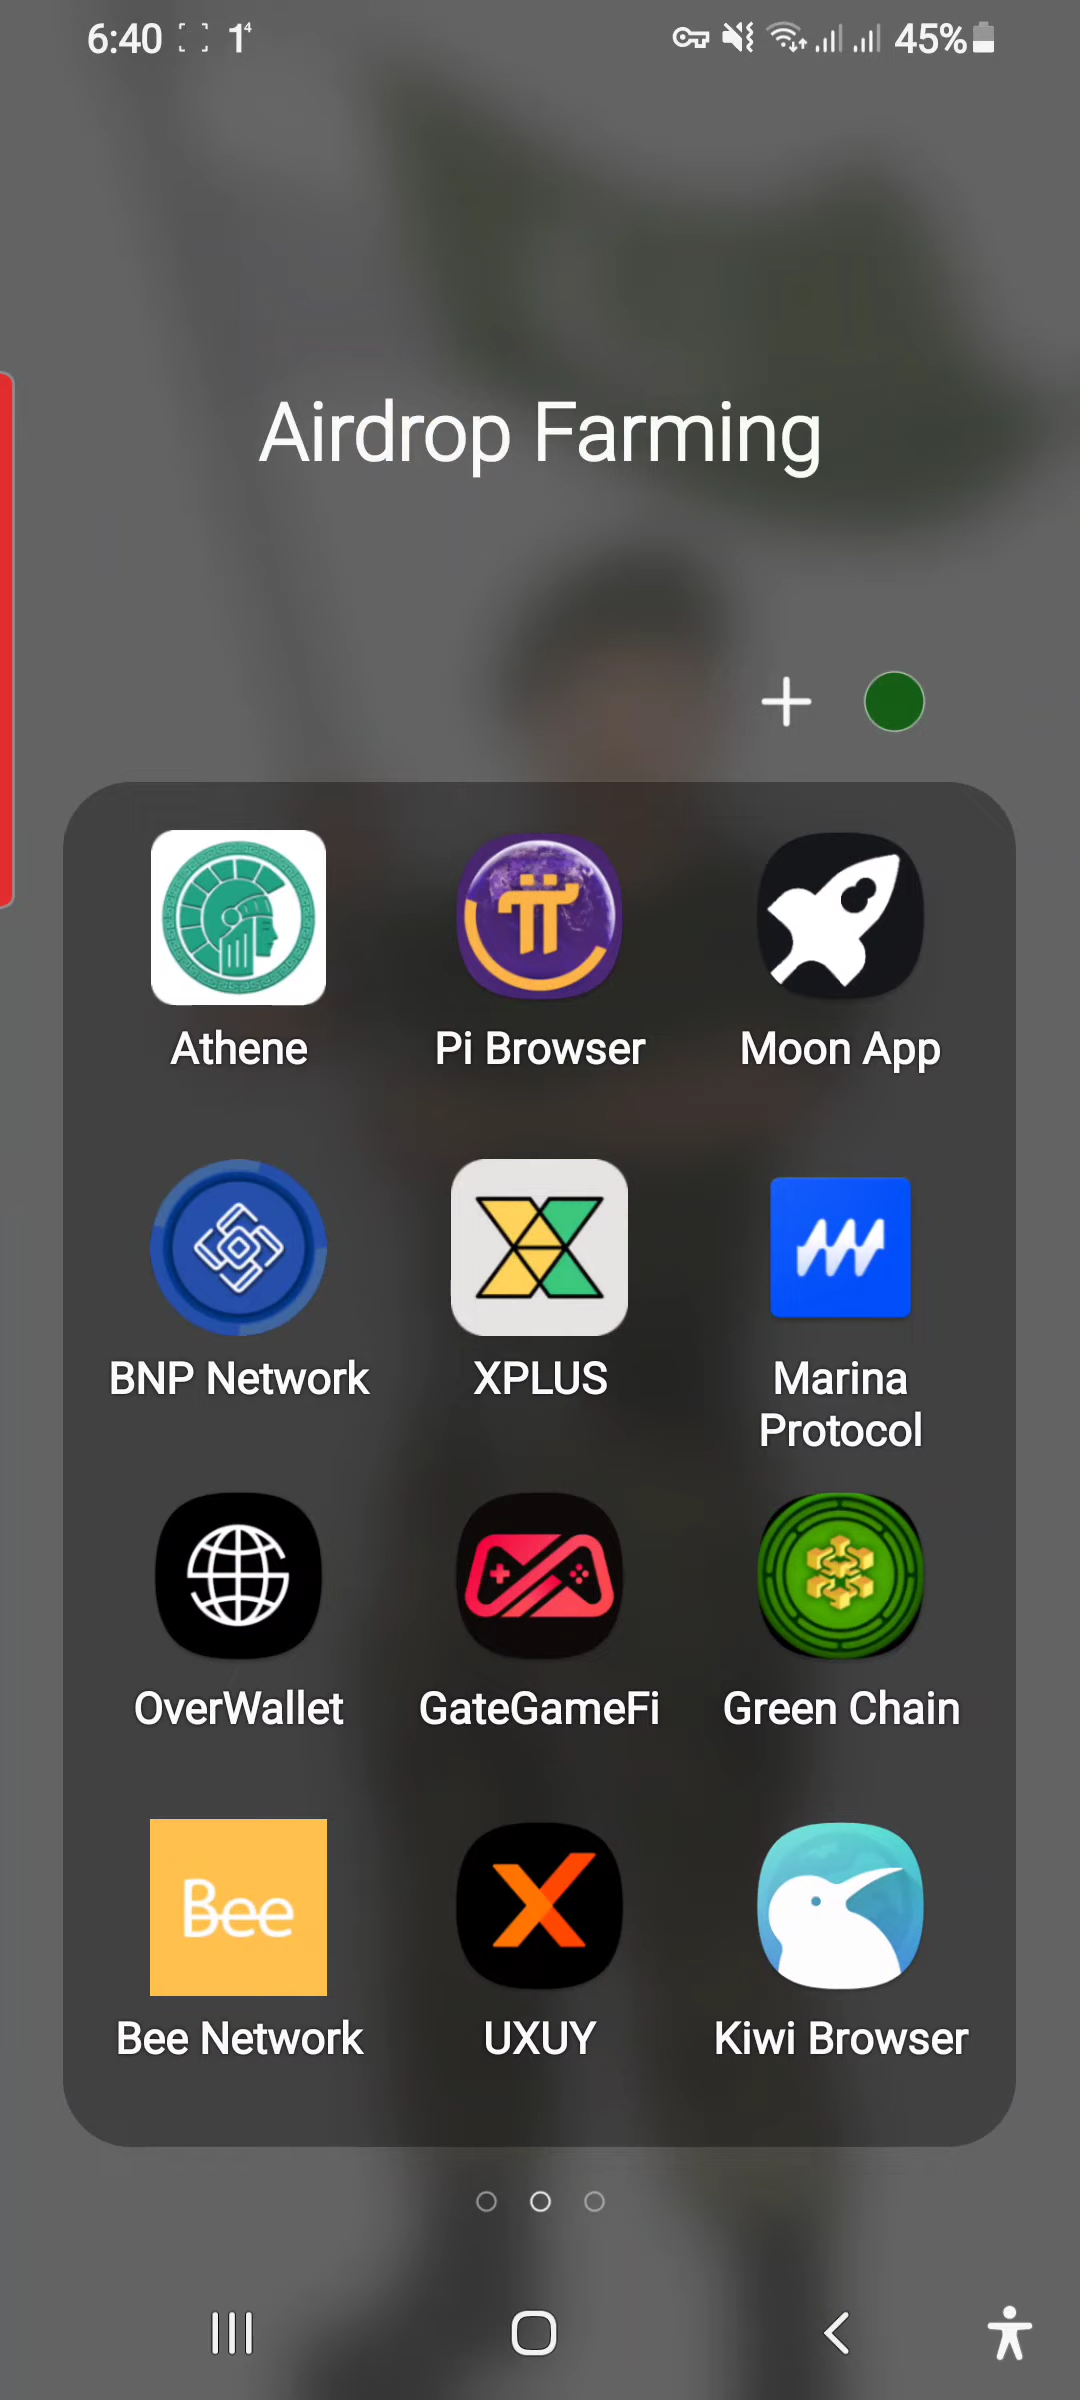 6:40 1⁴ 45%
Airdrop Farming
Athene Pi Browser Moon App
BNP Network XPLUS Marina
Protocol
OverWallet GateGameFi Green Chain
Bee
Bee Network UXUY Kiwi Browser